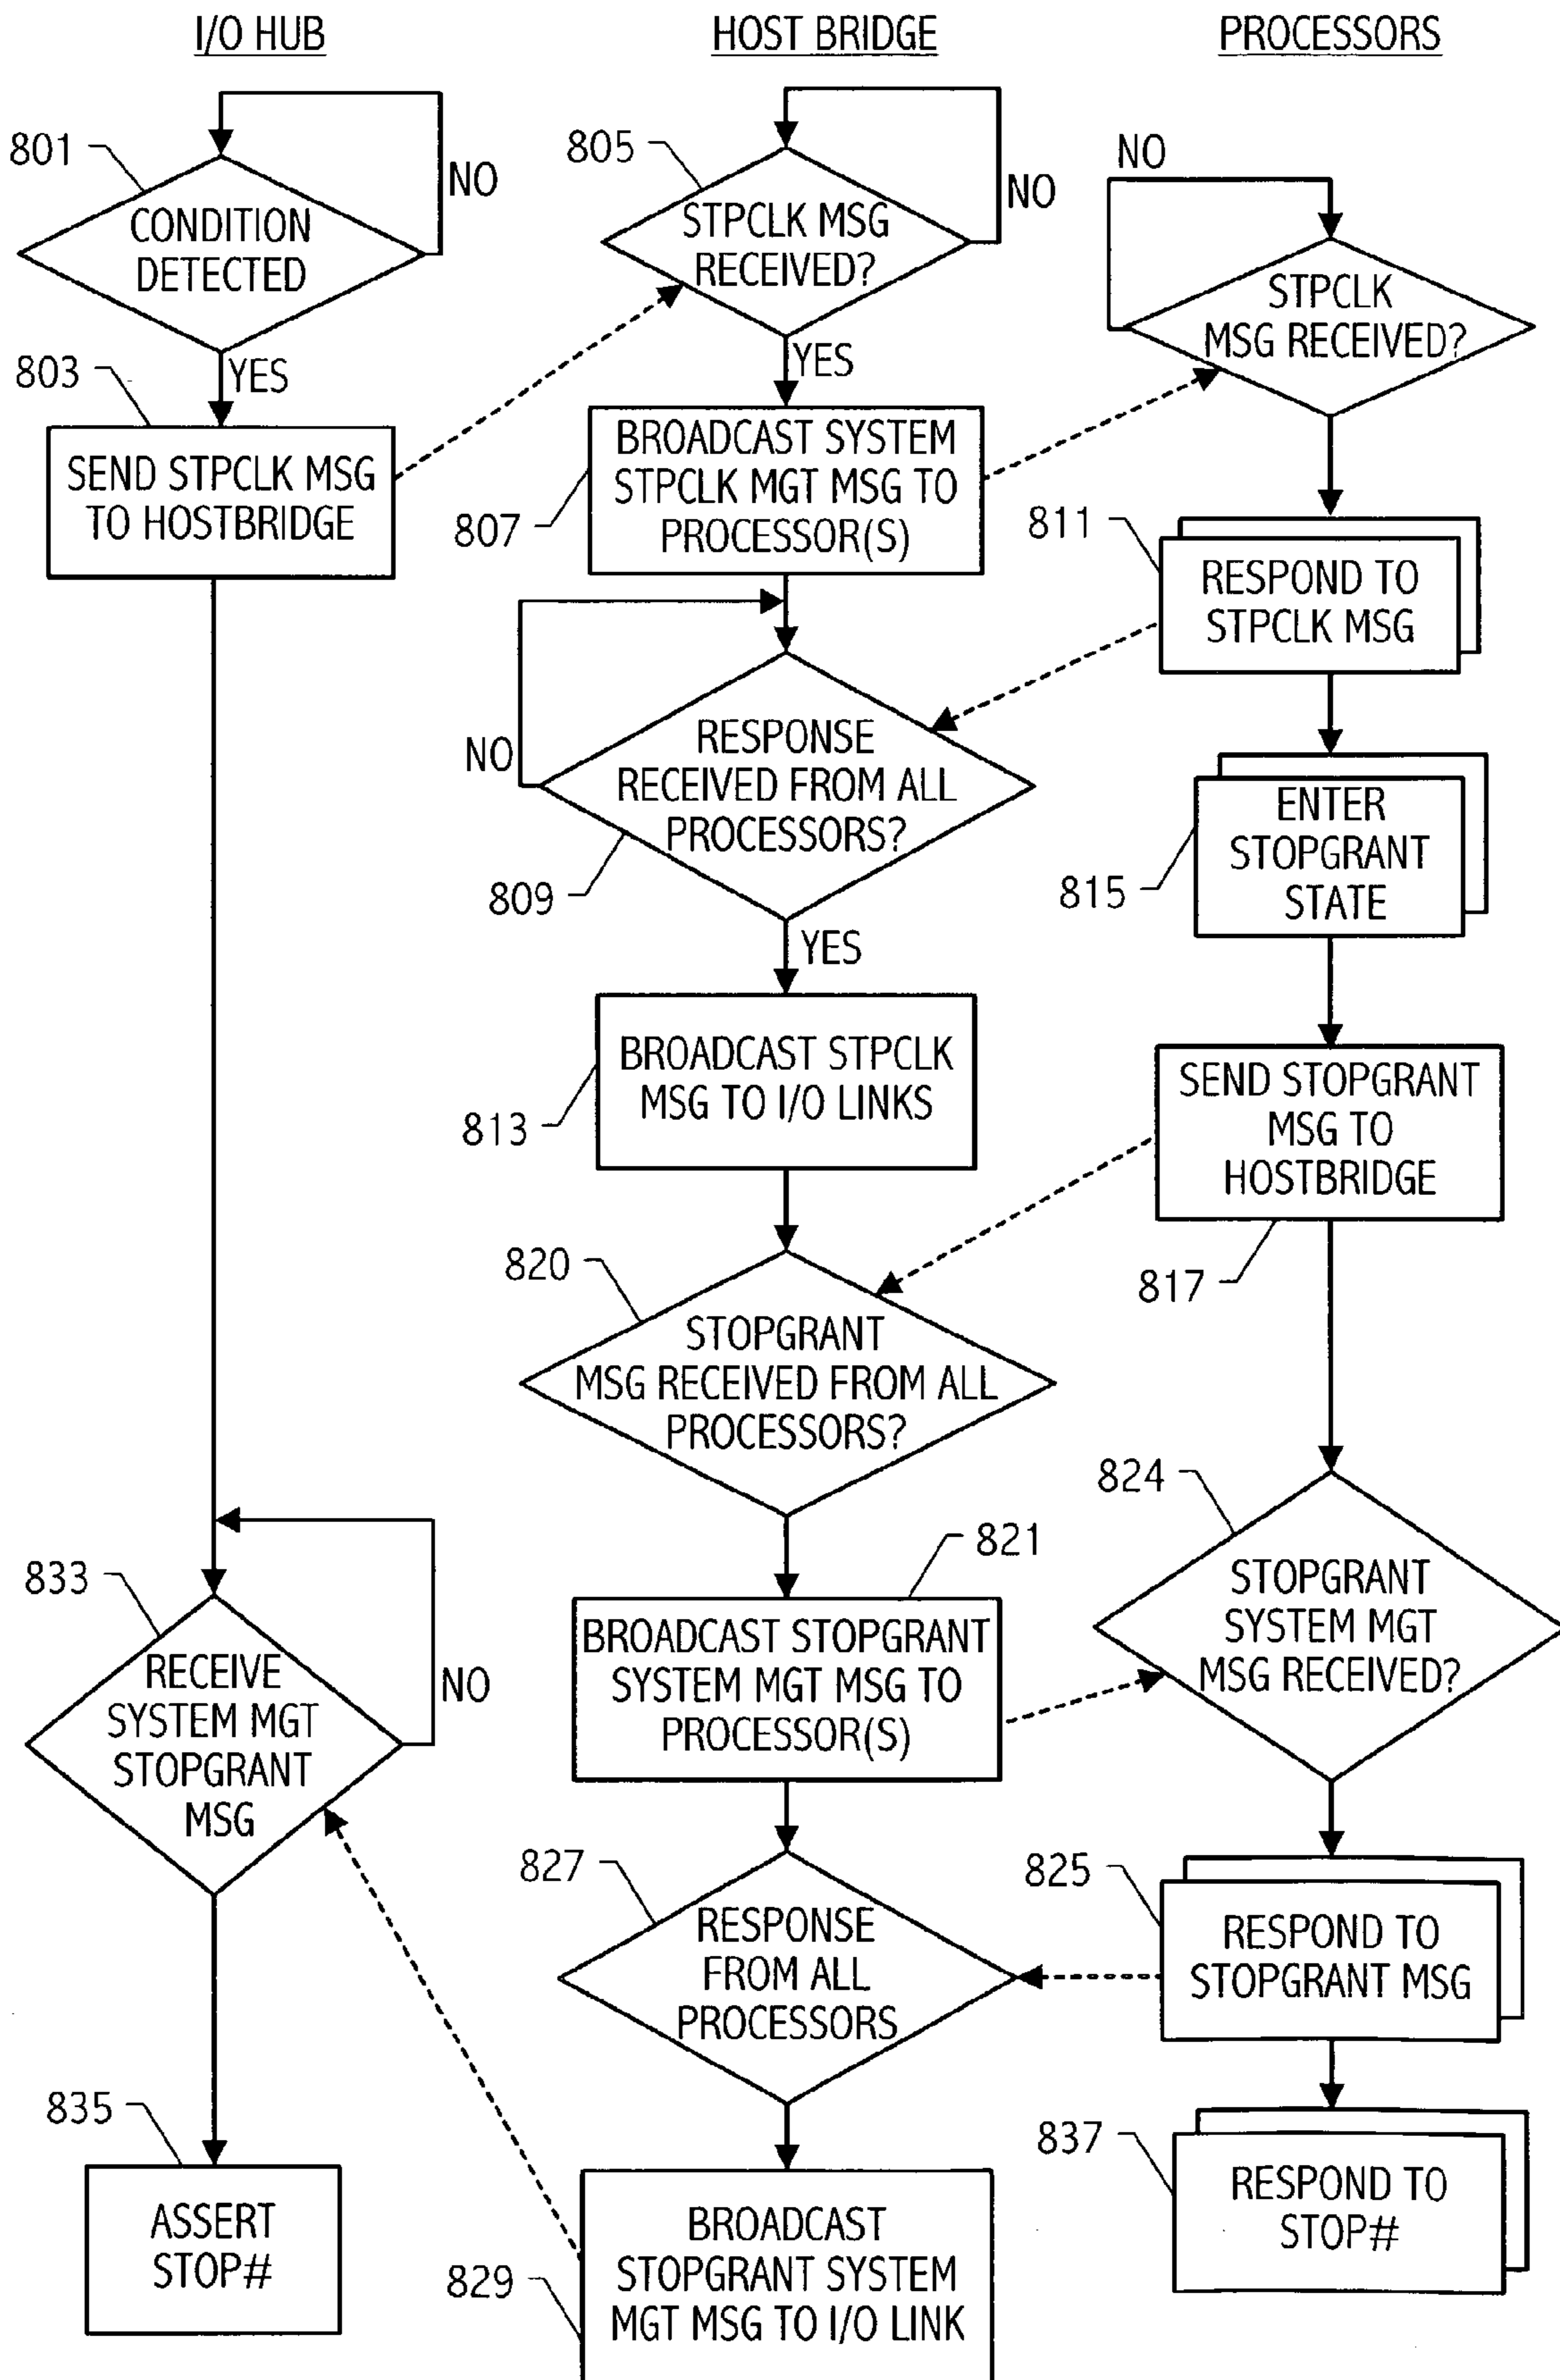 I/O HUB
HOST BRIDGE
PROCESSORS
801
CONDITION
DETECTED
NO
YES
803
SEND STPCLK MSG
TO HOSTBRIDGE
833
RECEIVE
SYSTEM MGT
STOPGRANT
MSG
NO
835
ASSERT
STOP#
805
STPCLK MSG
RECEIVED?
NO
YES
807
BROADCAST SYSTEM
STPCLK MGT MSG TO
PROCESSOR(S)
RESPONSE
RECEIVED FROM ALL
PROCESSORS?
NO
809
YES
BROADCAST STPCLK
MSG TO I/O LINKS
813
820
STOPGRANT
MSG RECEIVED FROM ALL
PROCESSORS?
821
BROADCAST STOPGRANT
SYSTEM MGT MSG TO
PROCESSOR(S)
827
RESPONSE
FROM ALL
PROCESSORS
BROADCAST
STOPGRANT SYSTEM
MGT MSG TO I/O LINK
829
NO
STPCLK
MSG RECEIVED?
811
RESPOND TO
STPCLK MSG
ENTER
STOPGRANT
STATE
815
SEND STOPGRANT
MSG TO
HOSTBRIDGE
817
824
STOPGRANT
SYSTEM MGT
MSG RECEIVED?
825
RESPOND TO
STOPGRANT MSG
837
RESPOND TO
STOP#